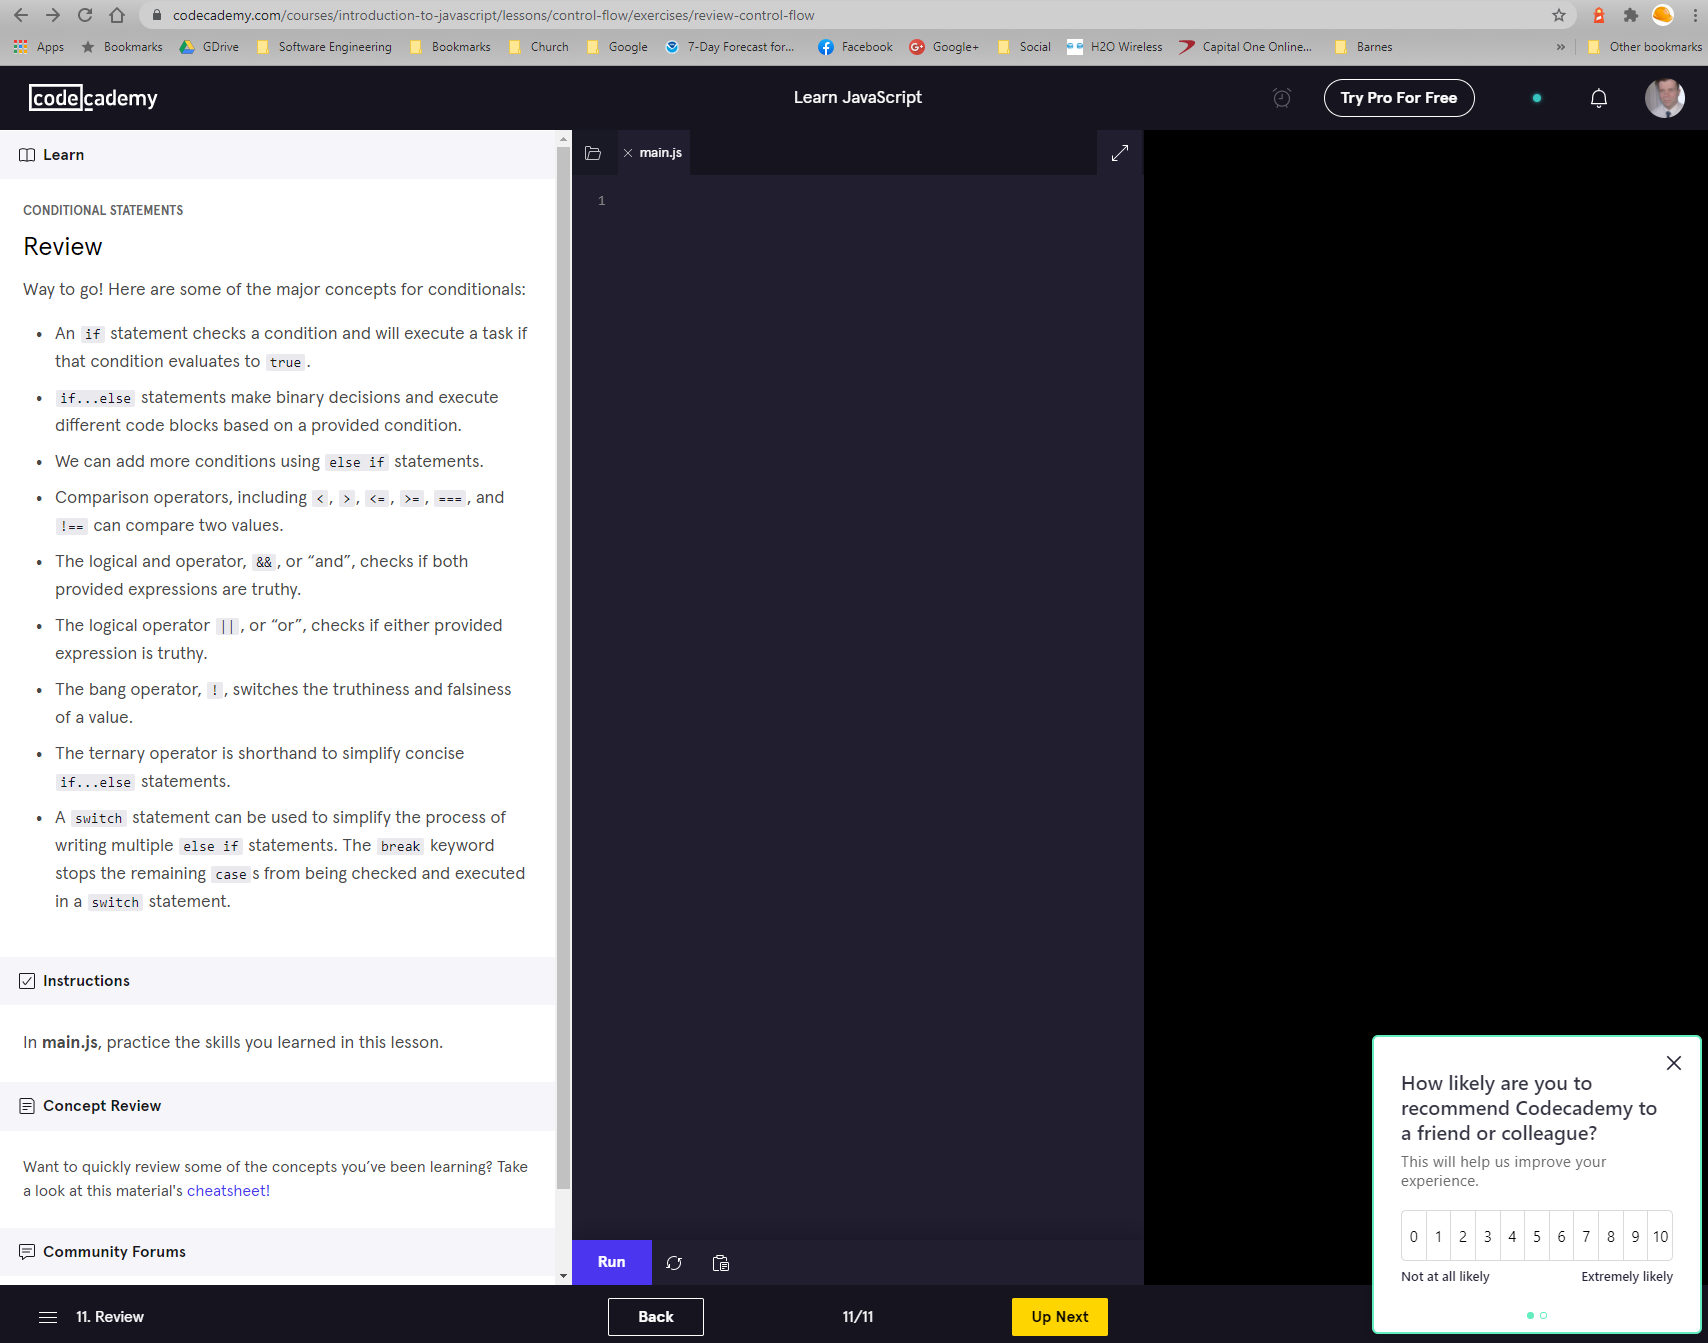 codecademy.com/courses/introduction-to-javascript/lessons/control-flow/exercises/review-control-flow
Apps Bookmarks GDrive Software Engineering Bookmarks Church Google 7-Day Forecast for... Facebook Google+ Social H2O Wireless Capital One Online... Barnes » Other bookmarks
codecademy Learn JavaScript Try Pro For Free
Learn
main.js
1
CONDITIONAL STATEMENTS
Review
Way to go! Here are some of the major concepts for conditionals:
• An if statement checks a condition and will execute a task if
that condition evaluates to true.
• if...else statements make binary decisions and execute
different code blocks based on a provided condition.
• We can add more conditions using else if statements.
• Comparison operators, including <, >, <=, >=, ===, and
!== can compare two values.
• The logical and operator, &&, or “and”, checks if both
provided expressions are truthy.
• The logical operator ||, or “or”, checks if either provided
expression is truthy.
• The bang operator, !, switches the truthiness and falsiness
of a value.
• The ternary operator is shorthand to simplify concise
if...else statements.
• A switch statement can be used to simplify the process of
writing multiple else if statements. The break keyword
stops the remaining cases from being checked and executed
in a switch statement.
Instructions
In main.js, practice the skills you learned in this lesson.
Concept Review
Want to quickly review some of the concepts you’ve been learning? Take
a look at this material's cheatsheet!
Community Forums
Run
11. Review
Back
11/11
Up Next
How likely are you to
recommend Codecademy to
a friend or colleague?
This will help us improve your
experience.
0 1 2 3 4 5 6 7 8 9 10
Not at all likely Extremely likely